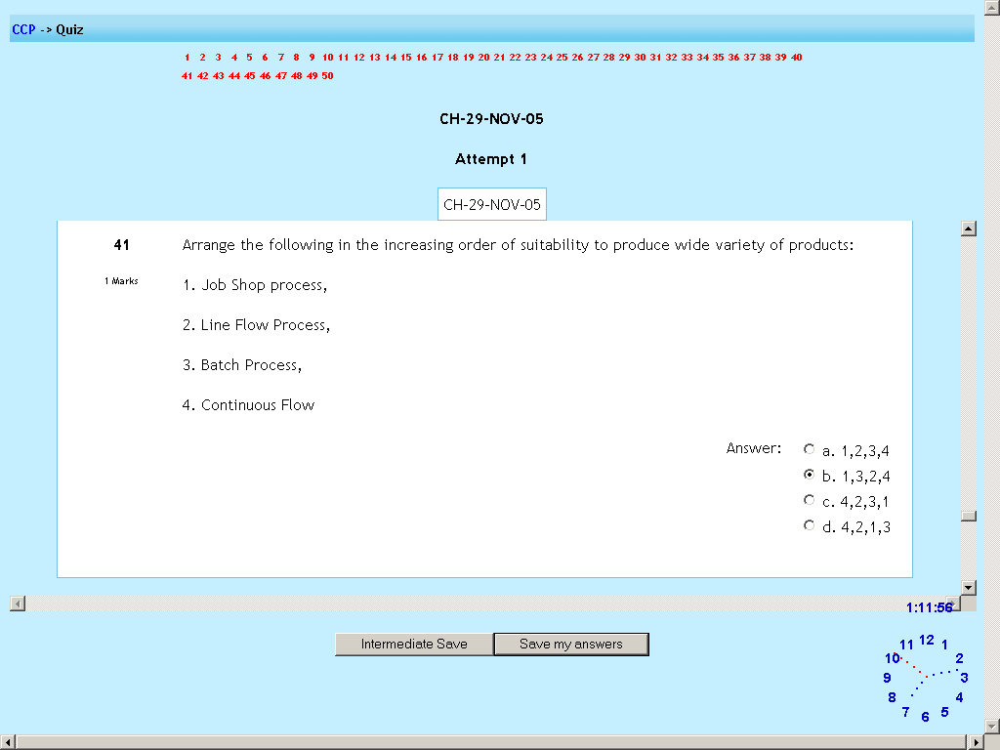 CCP -> Quiz
1 2 3 4 5 6 7 8 9 10 11 12 13 14 15 16 17 18 19 20 21 22 23 24 25 26 27 28 29 30 31 32 33 34 35 36 37 38 39 40
41 42 43 44 45 46 47 48 49 50
CH-29-NOV-05
Attempt 1
CH-29-NOV-05
41 Arrange the following in the increasing order of suitability to produce wide variety of products:
1 Marks 1. Job Shop process,
2. Line Flow Process,
3. Batch Process,
4. Continuous Flow
Answer: a. 1,2,3,4
b. 1,3,2,4
c. 4,2,3,1
d. 4,2,1,3
1:11:56
Intermediate Save Save my answers
12 1 2 3 4 5 6 7 8 9 10 11